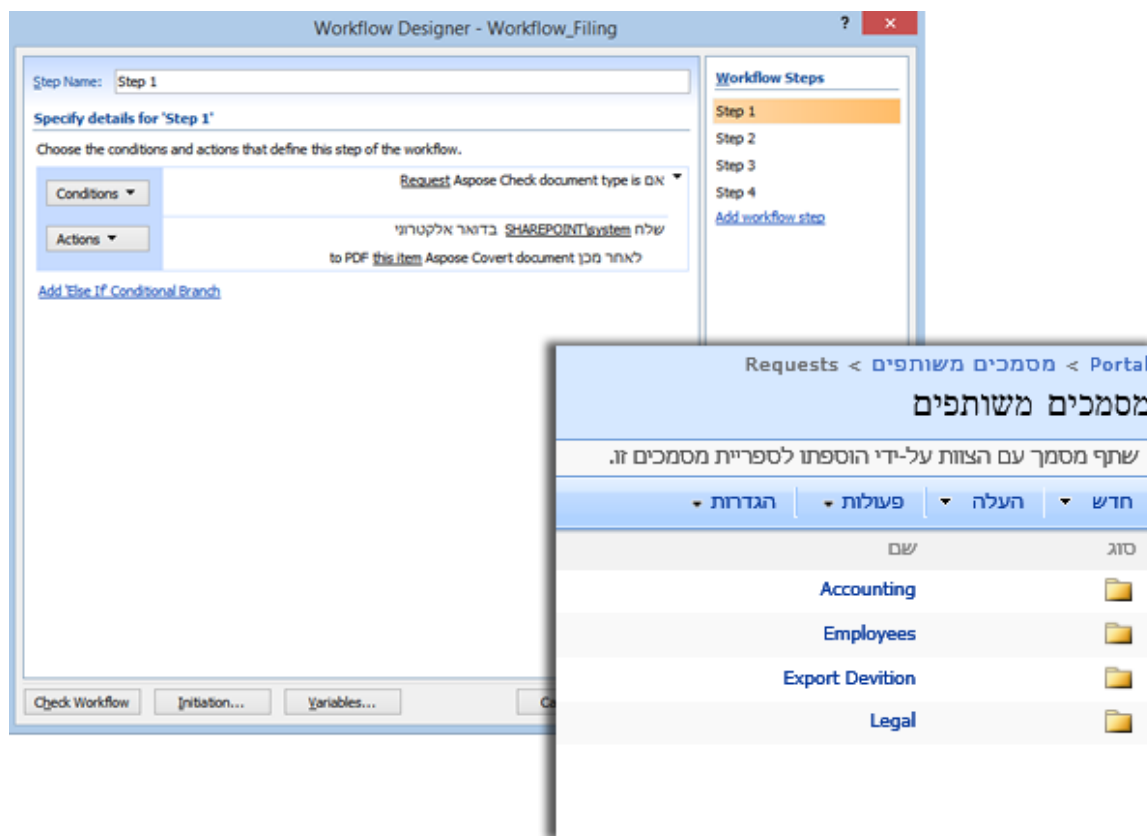 Workflow Designer - Workflow_Filing
?
Step Name: Step 1
Specify details for 'Step 1'
Choose the conditions and actions that define this step of the workflow.
Conditions
אם Request Aspose Check document type is
Actions
שלח SHAREPOINT\system בדואר אלקטרוני
לאחר מכן to PDF this item Aspose Covert document
Add 'Else If' Conditional Branch
Workflow Steps
Step 1
Step 2
Step 3
Step 4
Add workflow step
Check Workflow
Initiation...
Variables...
Portal > מסמכים משותפים > Requests
מסמכים משותפים
שתף מסמך עם הצוות על-ידי הוספתו לספריית מסמכים זו.
חדש העלה פעולות הגדרות
סוג שם
Accounting
Employees
Export Devition
Legal